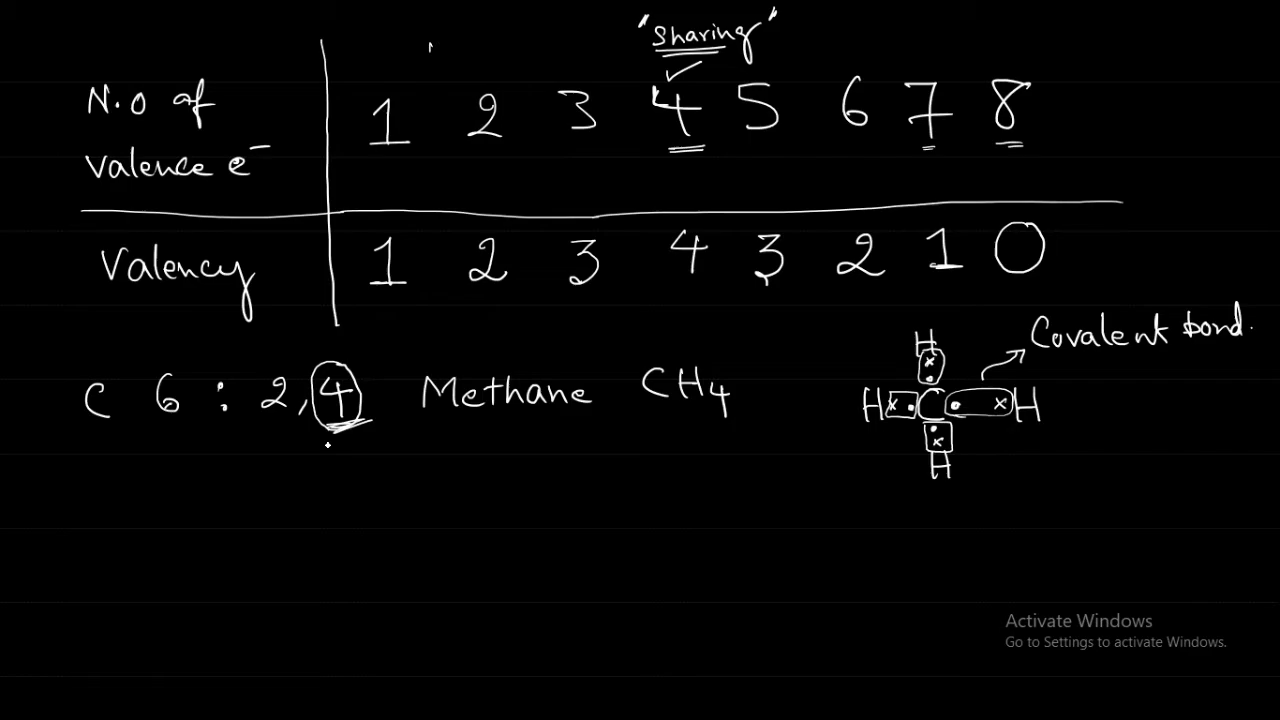 "Sharing"
N.O of valence e⁻ 1 2 3 4 5 6 7 8
Valency 1 2 3 4 3 2 1 0
Covalent bond.
C 6 : 2,4 Methane CH4
H
H C H
H
Activate Windows
Go to Settings to activate Windows.